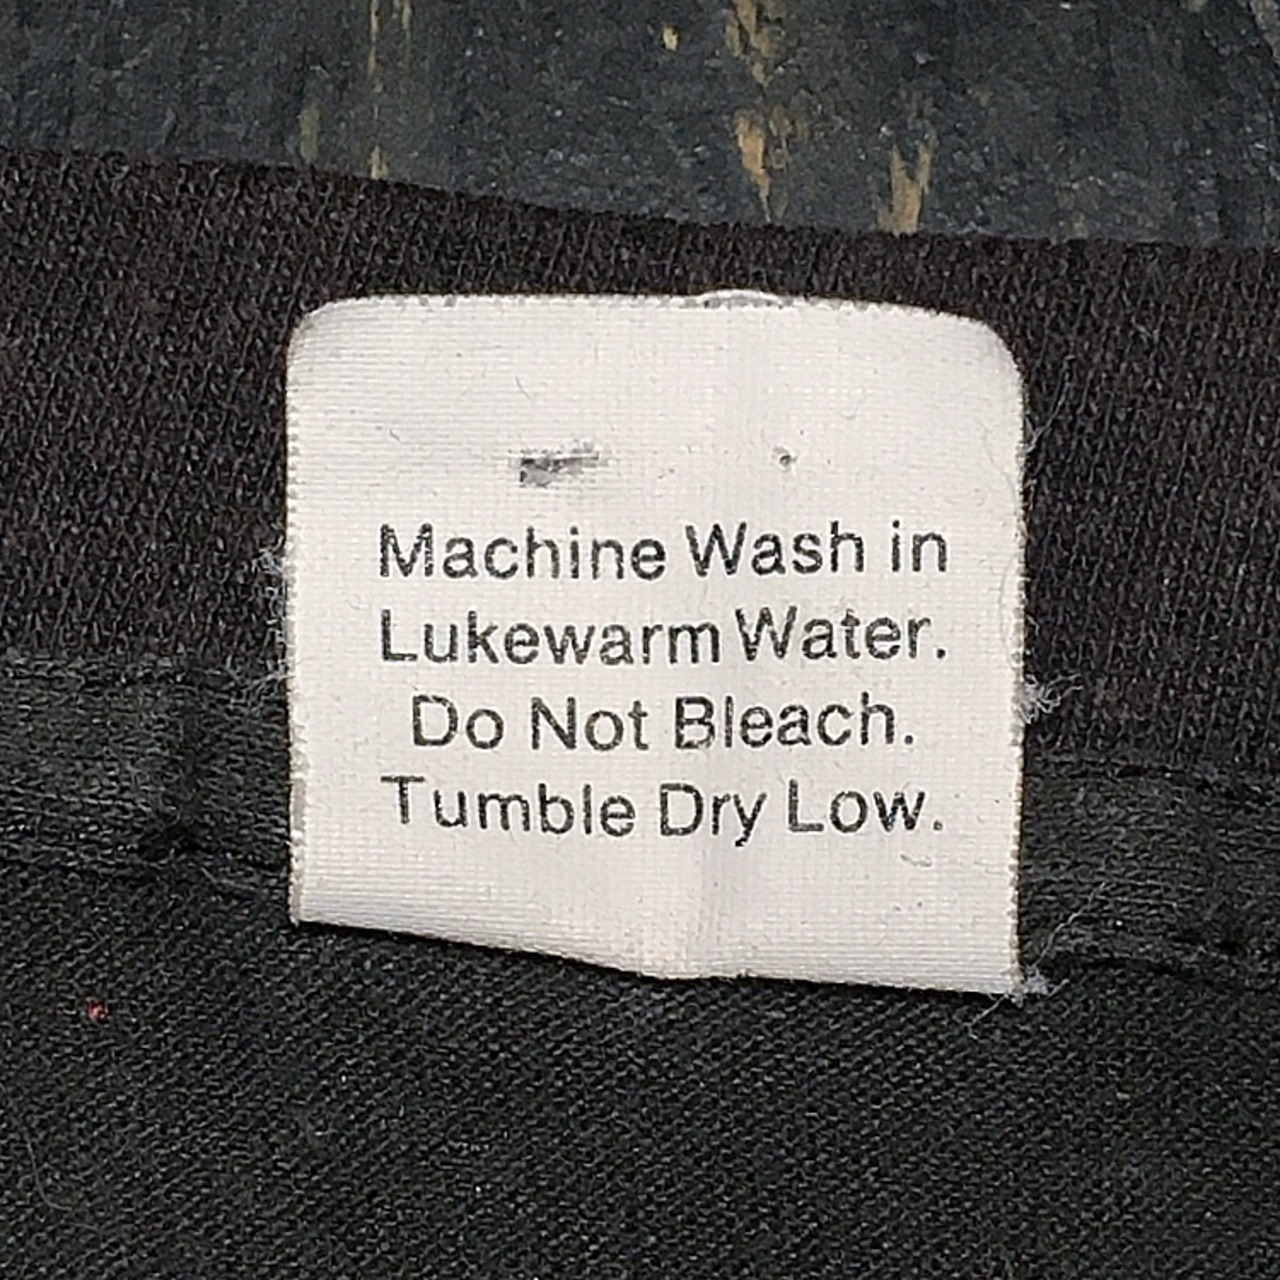 Machine Wash in
Lukewarm Water.
Do Not Bleach.
Tumble Dry Low.